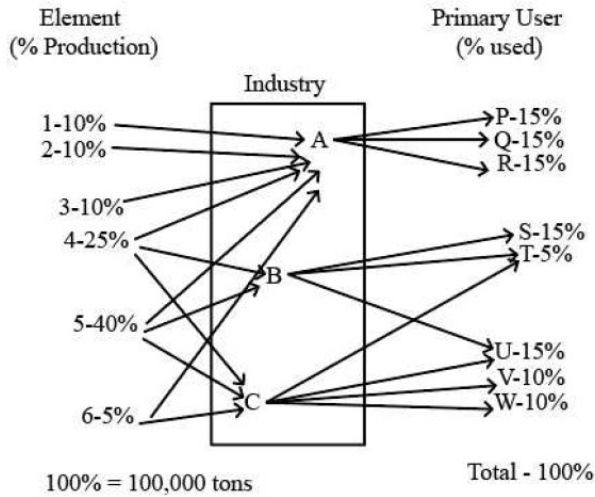 Element
(% Production)
Primary User
(% used)
Industry
1-10%
2-10%
3-10%
4-25%
5-40%
6-5%
A
B
C
P-15%
Q-15%
R-15%
S-15%
T-5%
U-15%
V-10%
W-10%
100% = 100,000 tons
Total - 100%